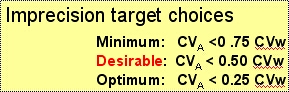 Imprecision target choices
Minimum: CVA <0 .75 CVw
Desirable: CVA < 0.50 CVw
Optimum: CVA < 0.25 CVw